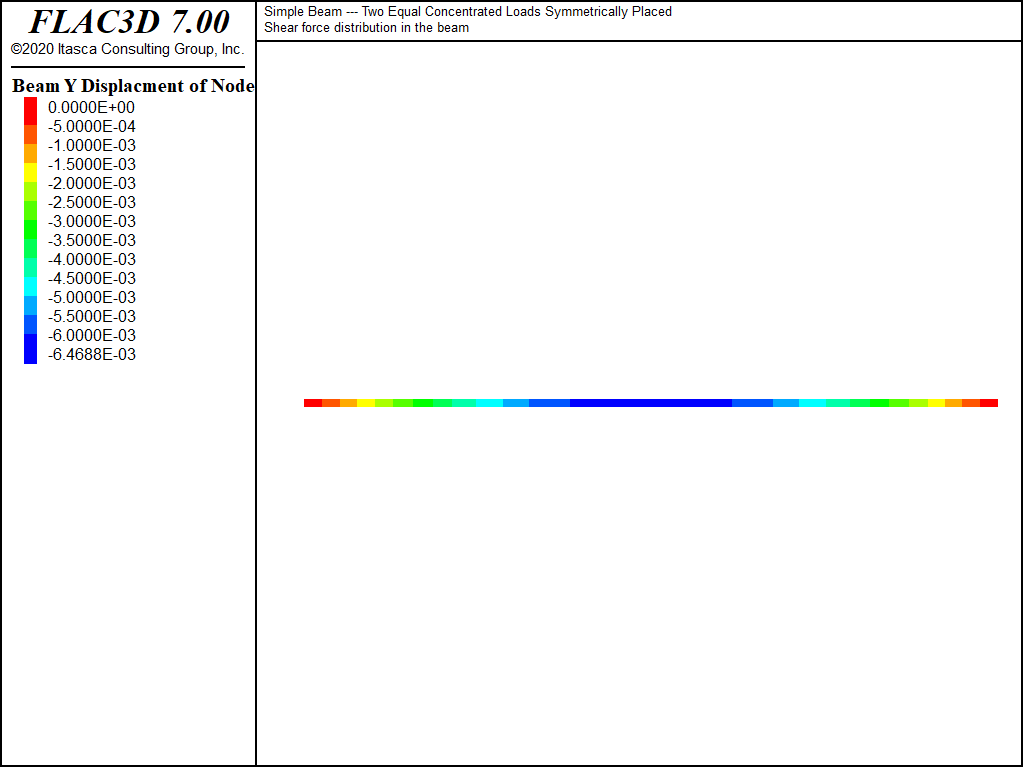 FLAC3D 7.00
©2020 Itasca Consulting Group, Inc.
Simple Beam --- Two Equal Concentrated Loads Symmetrically Placed
Shear force distribution in the beam
Beam Y Displacment of Node
0.0000E+00
-5.0000E-04
-1.0000E-03
-1.5000E-03
-2.0000E-03
-2.5000E-03
-3.0000E-03
-3.5000E-03
-4.0000E-03
-4.5000E-03
-5.0000E-03
-5.5000E-03
-6.0000E-03
-6.4688E-03